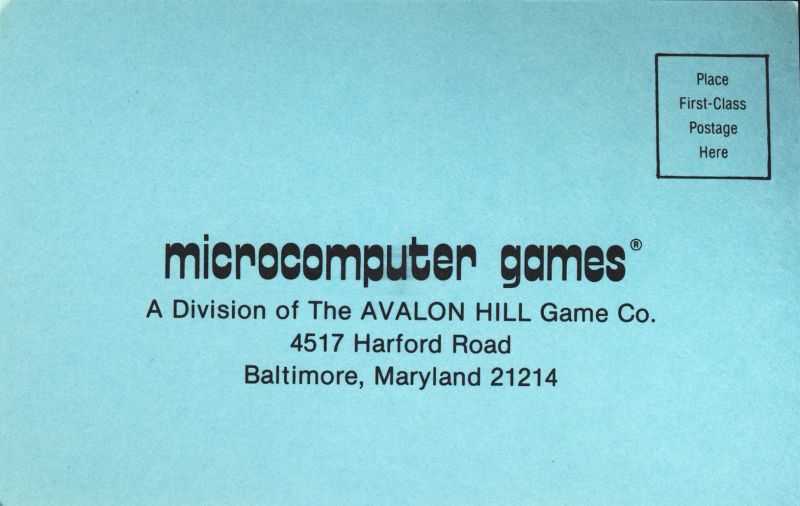 Place
First-Class
Postage
Here
microcomputer games®
A Division of The AVALON HILL Game Co.
4517 Harford Road
Baltimore, Maryland 21214